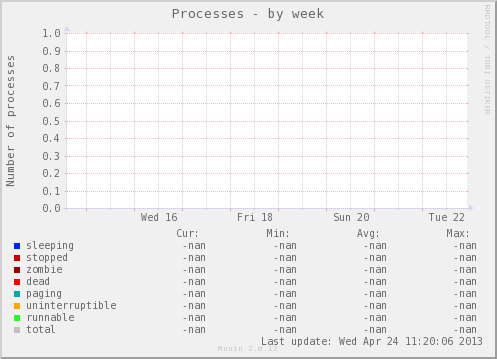 Processes - by week
RRDTOOL / TOBI OETIKER
Number of processes
1.0
0.9
0.8
0.7
0.6
0.5
0.4
0.3
0.2
0.1
0.0
Wed 16 Fri 18 Sun 20 Tue 22
Cur: Min: Avg: Max:
sleeping -nan -nan -nan -nan
stopped -nan -nan -nan -nan
zombie -nan -nan -nan -nan
dead -nan -nan -nan -nan
paging -nan -nan -nan -nan
uninterruptible -nan -nan -nan -nan
runnable -nan -nan -nan -nan
total -nan -nan -nan -nan
Last update: Wed Apr 24 11:20:06 2013
Munin 2.0.12